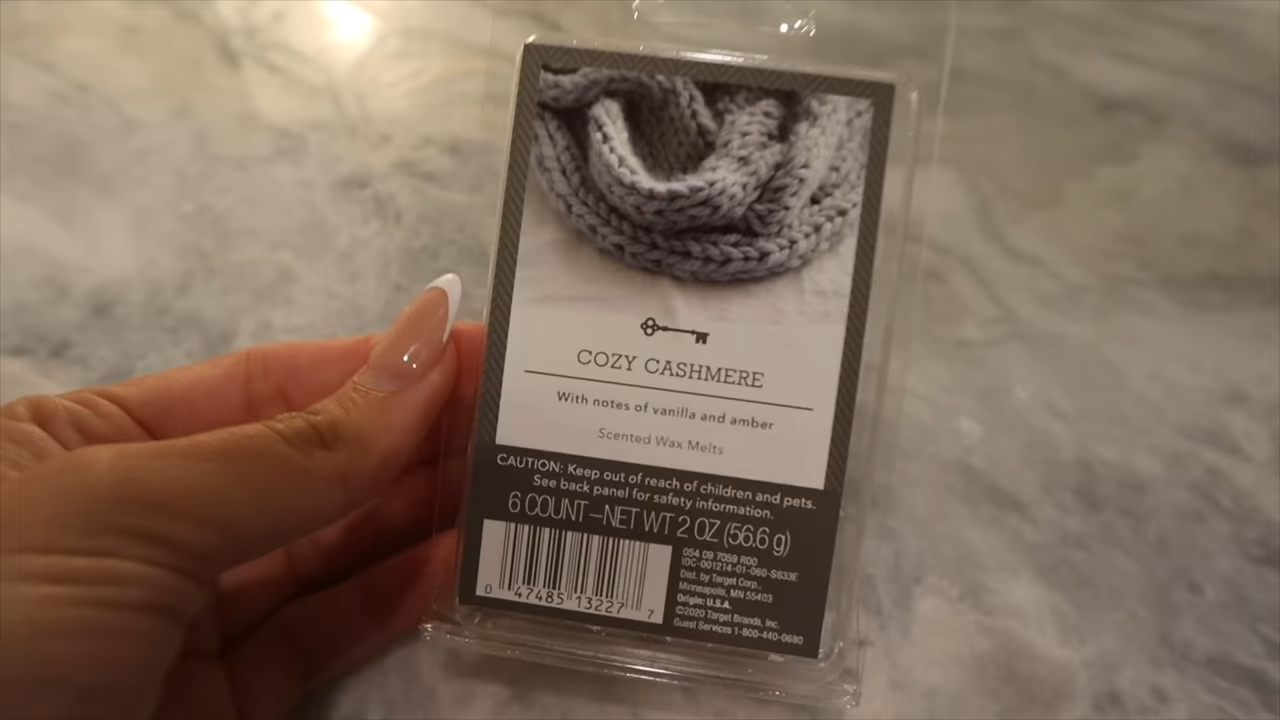 COZY CASHMERE
With notes of vanilla and amber
Scented Wax Melts
CAUTION: Keep out of reach of children and pets.
See back panel for safety information.
6 COUNT–NET WT 2 OZ (56.6 g)
054 09 7059 R00
IDC-001214-01-060-S633E
Dist. by Target Corp.,
Minneapolis, MN 55403
Origin: U.S.A.
©2020 Target Brands, Inc.
Guest Services 1-800-440-0680
0 47485 13227 7